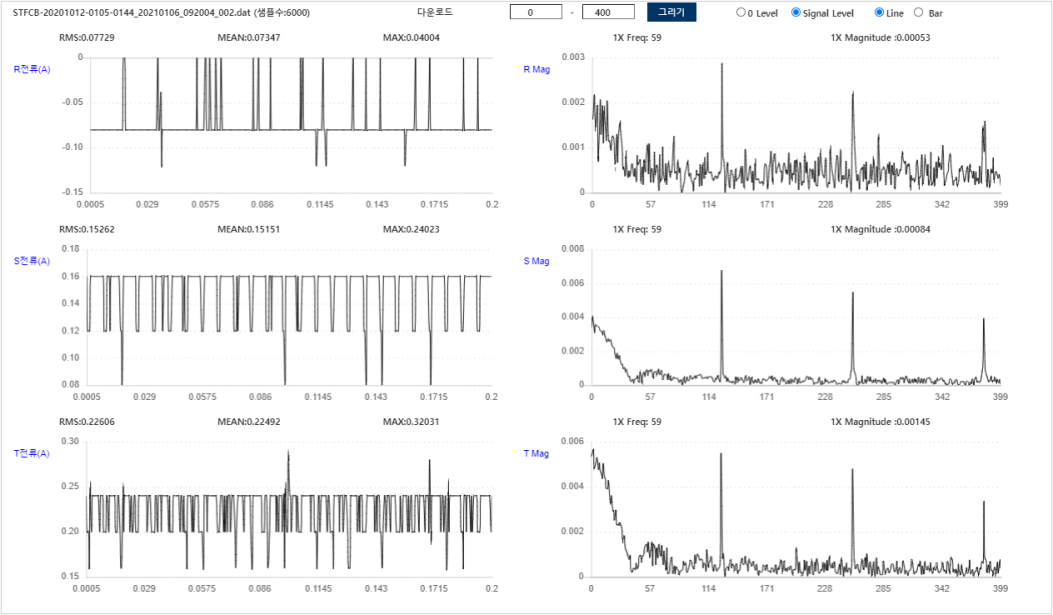 STFCB-20201012-0105-0144_20210106_092004_002.dat (샘플수:6000) 다운로드 0 - 400 그리기 0 Level Signal Level Line Bar
RMS:0.07729 MEAN:0.07347 MAX:0.04004 1X Freq: 59 1X Magnitude :0.00053
R전류(A)
0
-0.05
-0.10
-0.15
0.0005 0.029 0.0575 0.086 0.1145 0.143 0.1715 0.2
R Mag
0.003
0.002
0.001
0
0 57 114 171 228 285 342 399
RMS:0.15262 MEAN:0.15151 MAX:0.24023 1X Freq: 59 1X Magnitude :0.00084
S전류(A)
0.18
0.16
0.14
0.12
0.10
0.08
0.0005 0.029 0.0575 0.086 0.1145 0.143 0.1715 0.2
S Mag
0.008
0.006
0.004
0.002
0
0 57 114 171 228 285 342 399
RMS:0.22606 MEAN:0.22492 MAX:0.32031 1X Freq: 59 1X Magnitude :0.00145
T전류(A)
0.30
0.25
0.20
0.15
0.0005 0.029 0.0575 0.086 0.1145 0.143 0.1715 0.2
T Mag
0.006
0.004
0.002
0
0 57 114 171 228 285 342 399